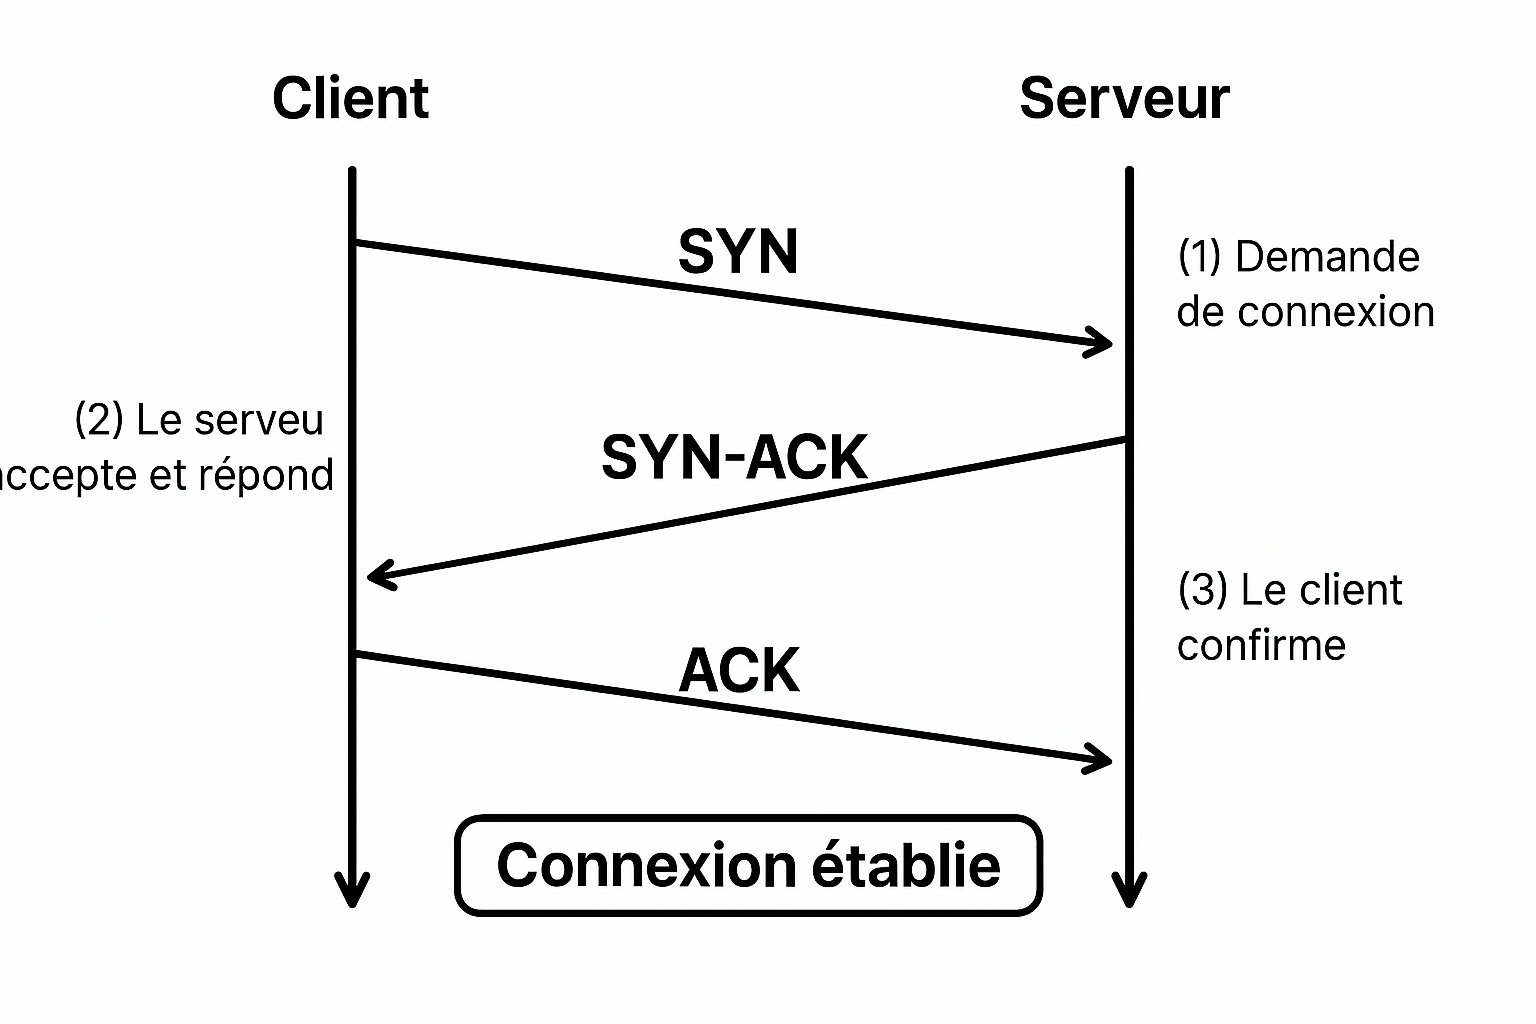 Client
Serveur
SYN
(1) Demande
de connexion
(2) Le serveu
accepte et répond
SYN-ACK
(3) Le client
confirme
ACK
Connexion établie